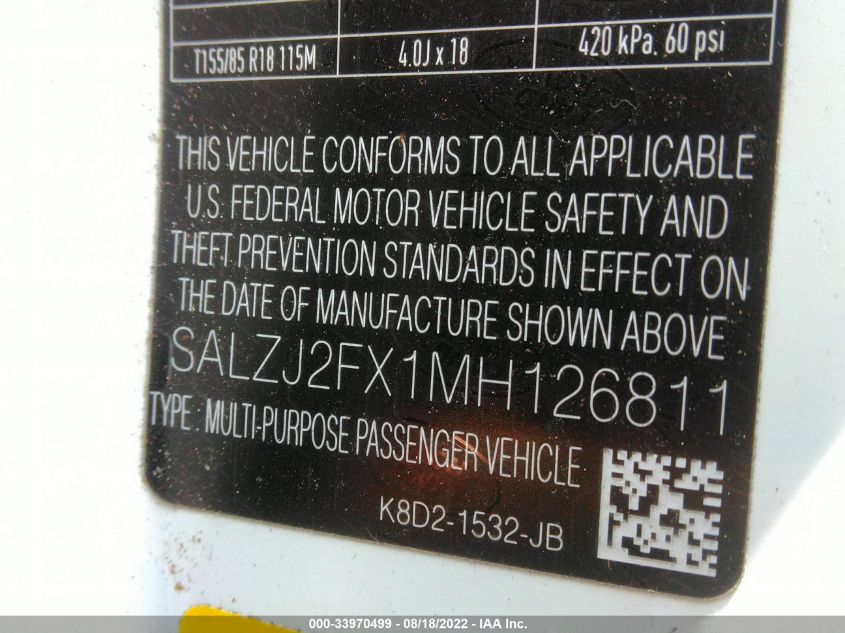 T155/85 R18 115M 4.0J x 18 420 kPa. 60 psi
THIS VEHICLE CONFORMS TO ALL APPLICABLE
U.S. FEDERAL MOTOR VEHICLE SAFETY AND
THEFT PREVENTION STANDARDS IN EFFECT ON
THE DATE OF MANUFACTURE SHOWN ABOVE
SALZJ2FX1MH126811
TYPE: MULTI-PURPOSE PASSENGER VEHICLE
K8D2-1532-JB
000-33970499 - 08/18/2022 - IAA Inc.